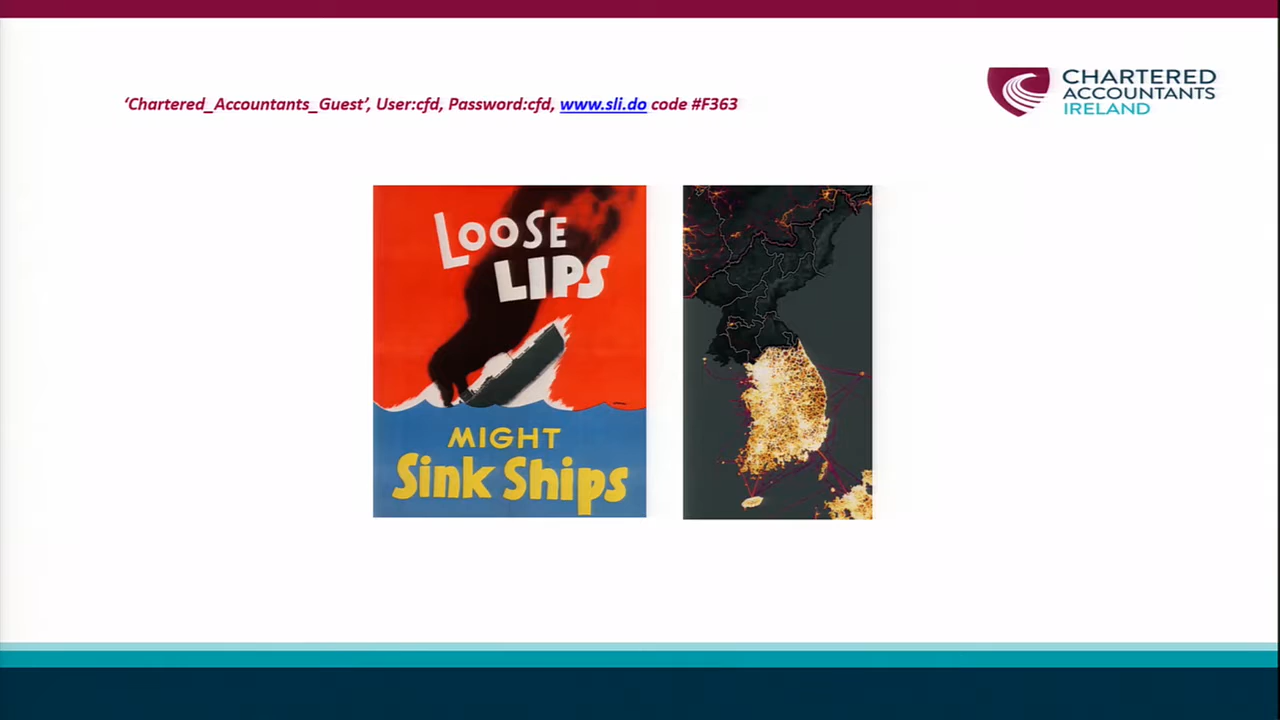 'Chartered_Accountants_Guest', User:cfd, Password:cfd, www.sli.do code #F363
CHARTERED
ACCOUNTANTS
IRELAND
LOOSE
LIPS
MIGHT
Sink Ships